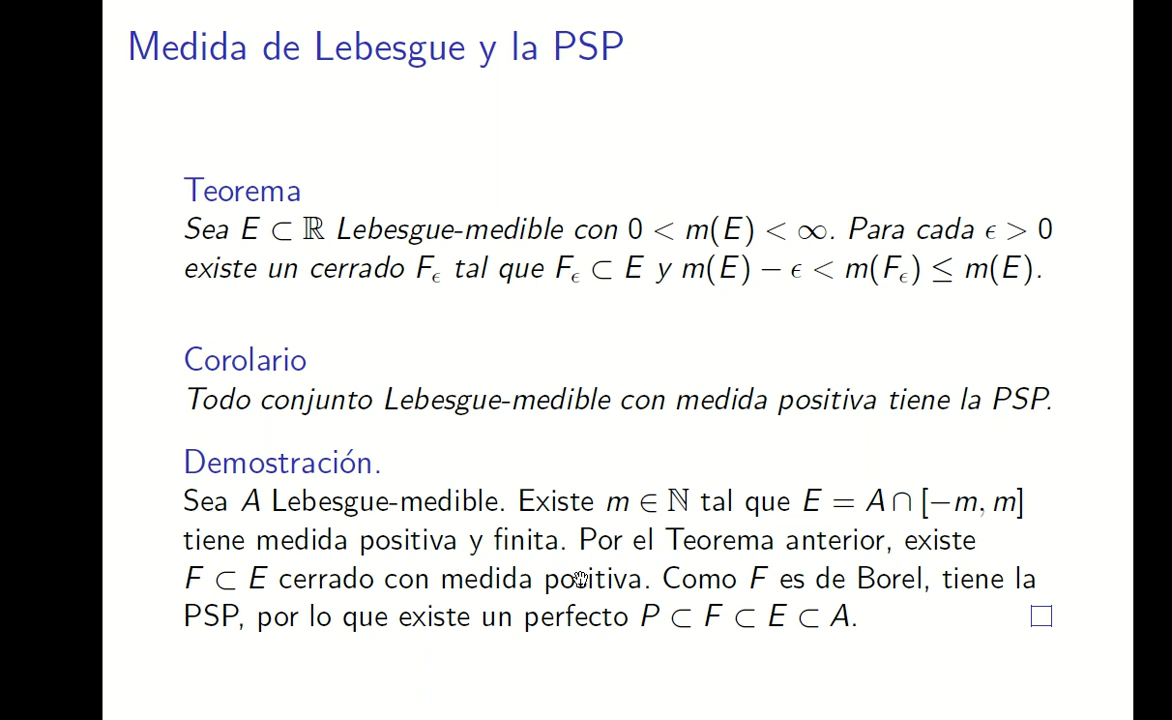 Medida de Lebesgue y la PSP
Teorema
Sea E ⊂ ℝ Lebesgue-medible con 0 < m(E) < ∞. Para cada ϵ > 0
existe un cerrado F_ϵ tal que F_ϵ ⊂ E y m(E) − ϵ < m(F_ϵ) ≤ m(E).
Corolario
Todo conjunto Lebesgue-medible con medida positiva tiene la PSP.
Demostración.
Sea A Lebesgue-medible. Existe m ∈ ℕ tal que E = A ∩ [−m, m]
tiene medida positiva y finita. Por el Teorema anterior, existe
F ⊂ E cerrado con medida positiva. Como F es de Borel, tiene la
PSP, por lo que existe un perfecto P ⊂ F ⊂ E ⊂ A. □